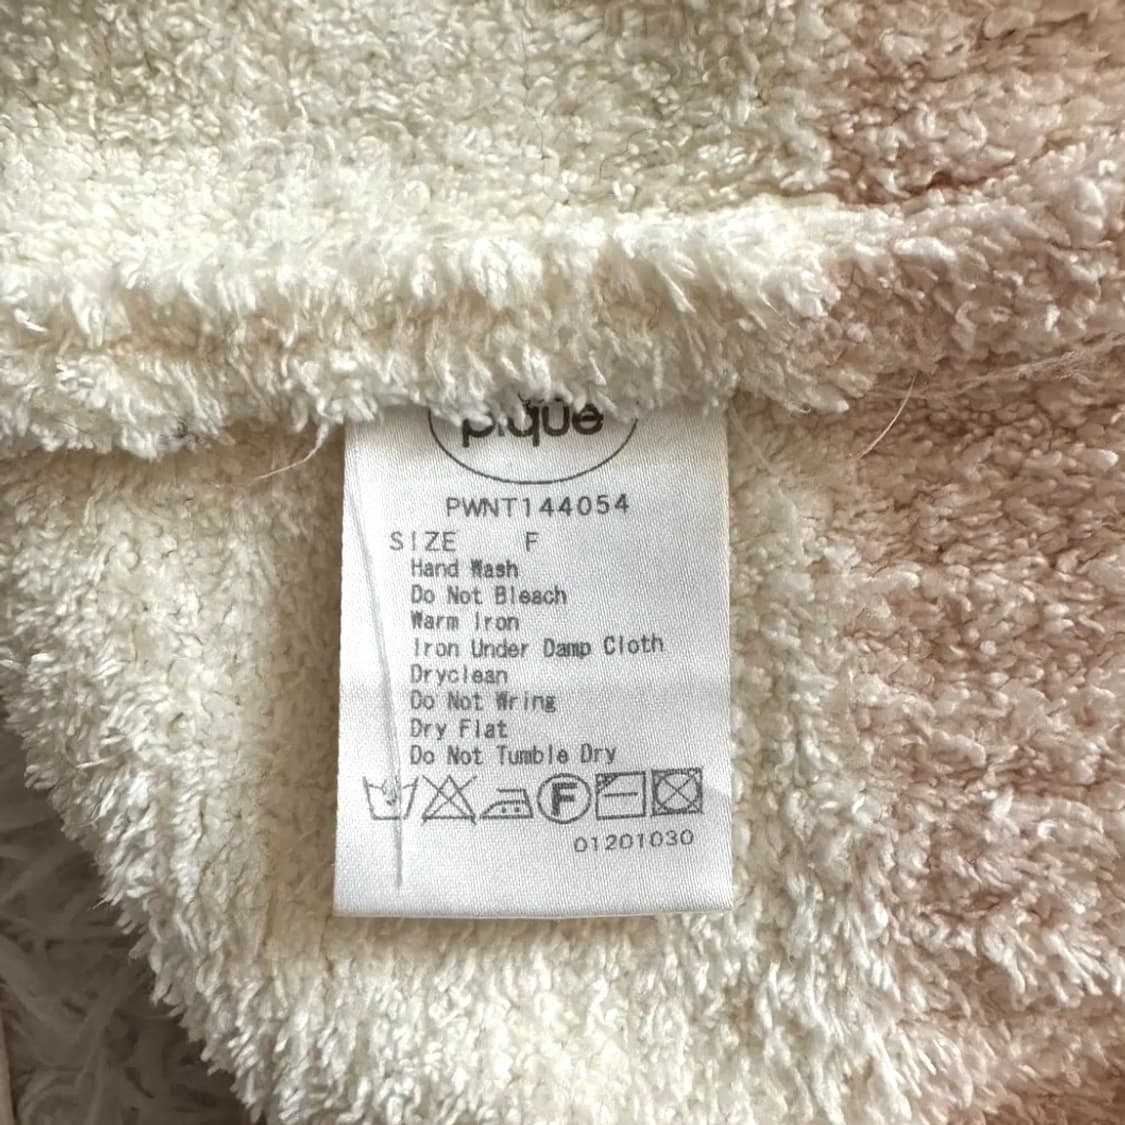 pique
PWNT144054
SIZE F
Hand Wash
Do Not Bleach
Warm Iron
Iron Under Damp Cloth
Dryclean
Do Not Wring
Dry Flat
Do Not Tumble Dry
F
01201030